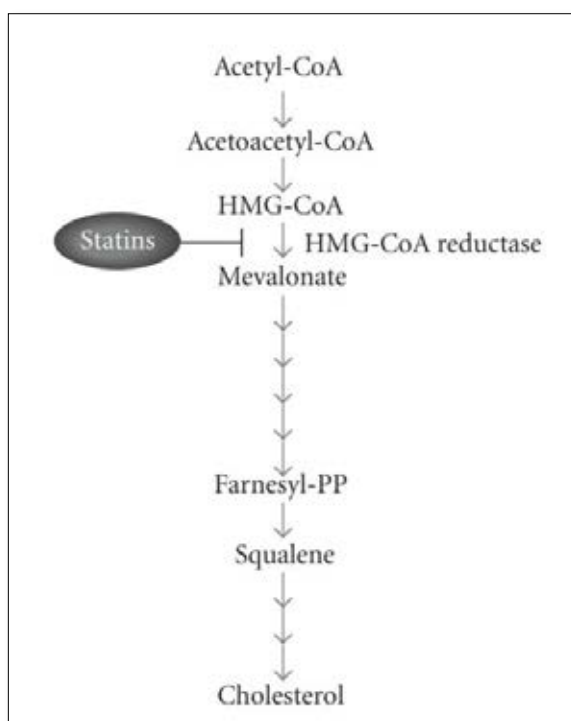 Acetyl-CoA
Acetoacetyl-CoA
HMG-CoA
Statins
HMG-CoA reductase
Mevalonate
Farnesyl-PP
Squalene
Cholesterol